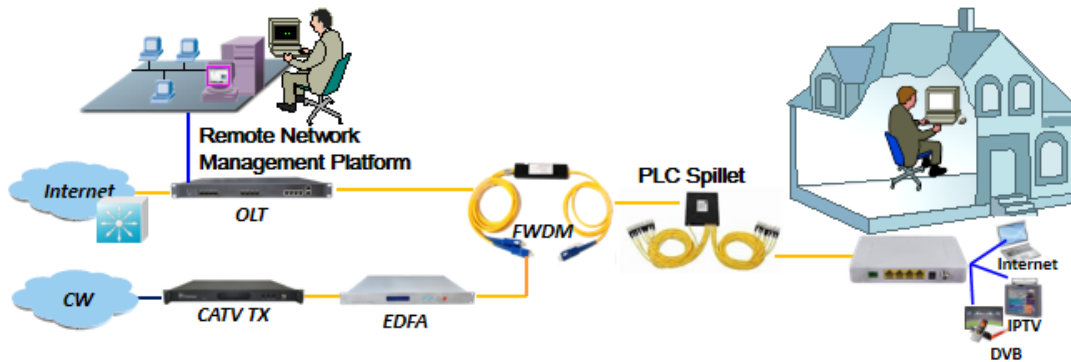 Remote Network
Management Platform
Internet
OLT
PLC Spillet
FWDM
CW
CATV TX
EDFA
Internet
IPTV
DVB